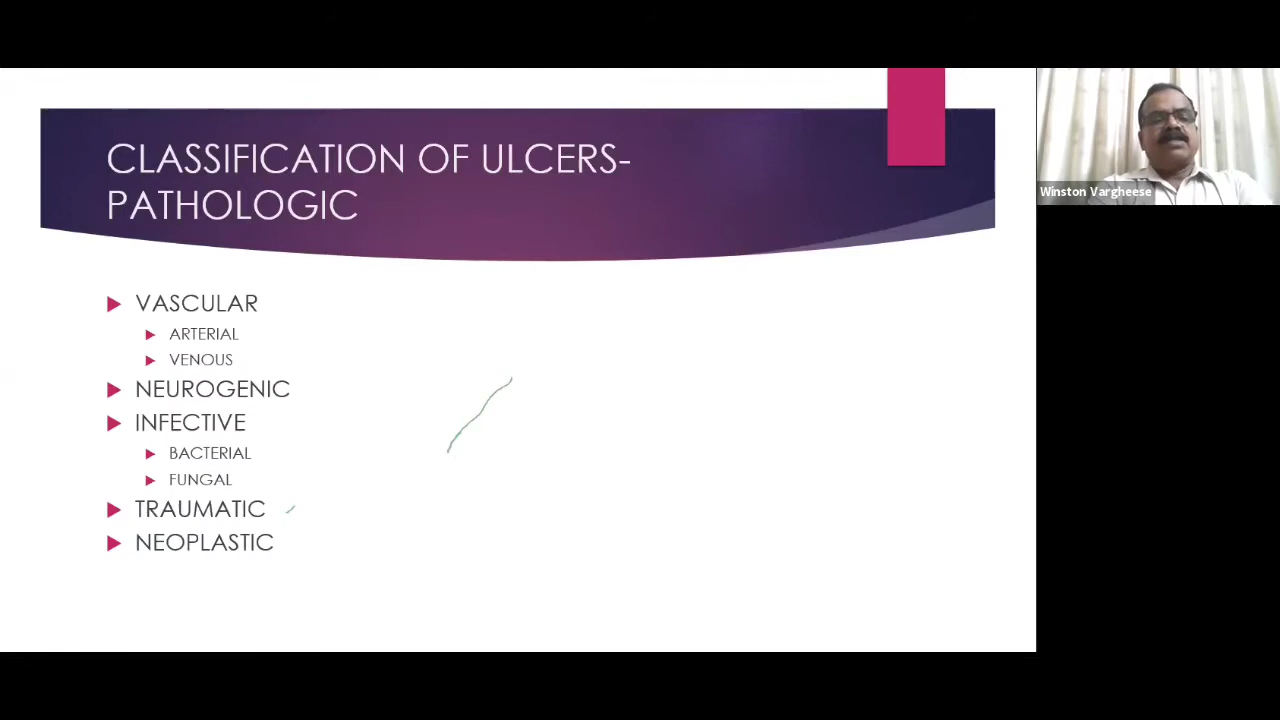 CLASSIFICATION OF ULCERS-
PATHOLOGIC
VASCULAR
ARTERIAL
VENOUS
NEUROGENIC
INFECTIVE
BACTERIAL
FUNGAL
TRAUMATIC
NEOPLASTIC
Winston Vargheese